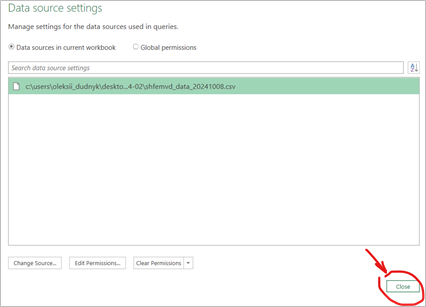 Data source settings
Manage settings for the data sources used in queries.
Data sources in current workbook Global permissions
Search data source settings
c:\users\oleksii_dudnyk\deskto...4-02\shfemvd_data_20241008.csv
Change Source... Edit Permissions... Clear Permissions
Close